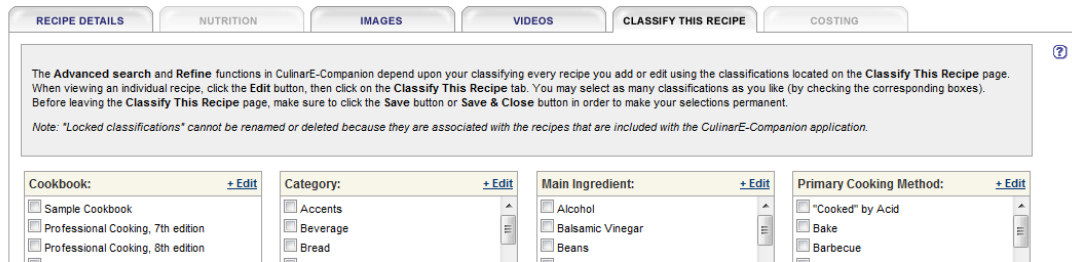 RECIPE DETAILS NUTRITION IMAGES VIDEOS CLASSIFY THIS RECIPE COSTING
?
The Advanced search and Refine functions in CulinarE-Companion depend upon your classifying every recipe you add or edit using the classifications located on the Classify This Recipe page.
When viewing an individual recipe, click the Edit button, then click on the Classify This Recipe tab. You may select as many classifications as you like (by checking the corresponding boxes).
Before leaving the Classify This Recipe page, make sure to click the Save button or Save & Close button in order to make your selections permanent.
Note: "Locked classifications" cannot be renamed or deleted because they are associated with the recipes that are included with the CulinarE-Companion application.
Cookbook: + Edit Category: + Edit Main Ingredient: + Edit Primary Cooking Method: + Edit
Sample Cookbook Accents Alcohol "Cooked" by Acid
Professional Cooking, 7th edition Beverage Balsamic Vinegar Bake
Professional Cooking, 8th edition Bread Beans Barbecue